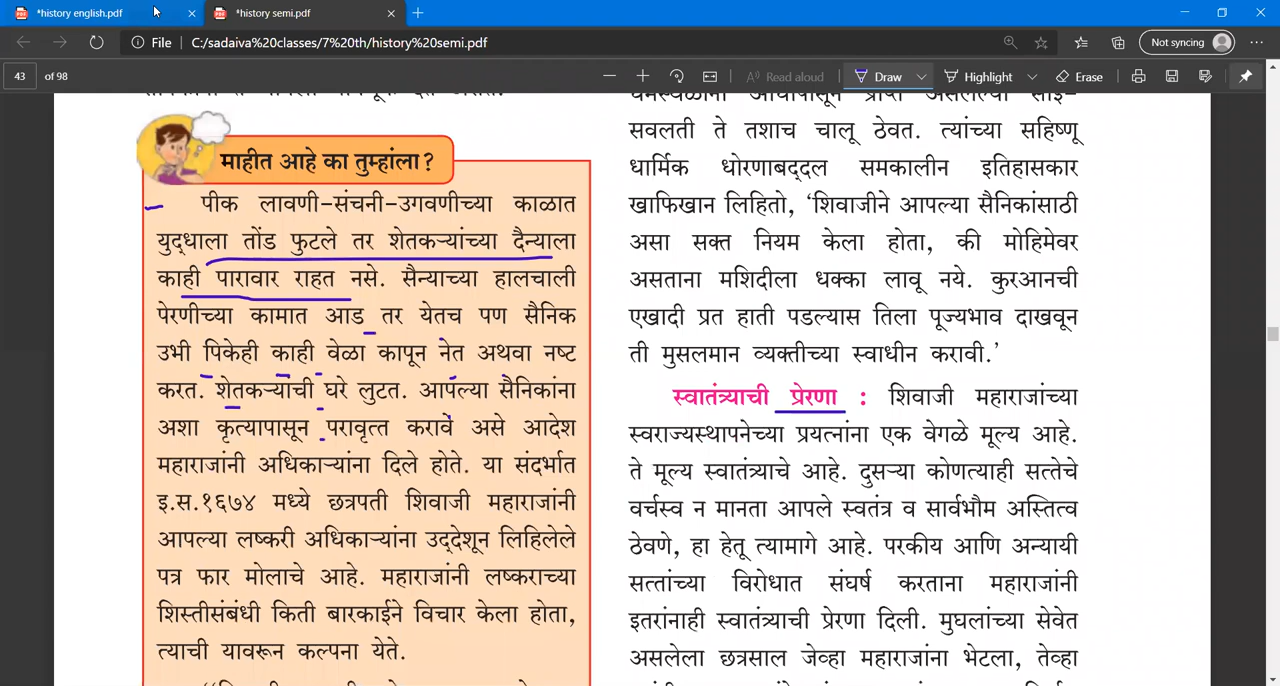 *history english.pdf
*history semi.pdf
File C:/sadaiva%20classes/7%20th/history%20semi.pdf
Not syncing
43 of 98
Read aloud
Draw
Highlight
Erase
माहीत आहे का तुम्हांला ?
पीक लावणी-संचनी-उगवणीच्या काळात
युद्धाला तोंड फुटले तर शेतकऱ्यांच्या दैन्याला
काही पारावार राहत नसे. सैन्याच्या हालचाली
पेरणीच्या कामात आड तर येतच पण सैनिक
उभी पिकेही काही वेळा कापून नेत अथवा नष्ट
करत. शेतकऱ्यांची घरे लुटत. आपल्या सैनिकांना
अशा कृत्यापासून परावृत्त करावे असे आदेश
महाराजांनी अधिकाऱ्यांना दिले होते. या संदर्भात
इ.स.१६७४ मध्ये छत्रपती शिवाजी महाराजांनी
आपल्या लष्करी अधिकाऱ्यांना उद्देशून लिहिलेले
पत्र फार मोलाचे आहे. महाराजांनी लष्कराच्या
शिस्तीसंबंधी किती बारकाईने विचार केला होता,
त्याची यावरून कल्पना येते.
धर्मस्थळांना आधीपासून प्राप्त असलेल्या सोई-
सवलती ते तशाच चालू ठेवत. त्यांच्या सहिष्णू
धार्मिक धोरणाबद्दल समकालीन इतिहासकार
खाफिखान लिहितो, ‘शिवाजीने आपल्या सैनिकांसाठी
असा सक्त नियम केला होता, की मोहिमेवर
असताना मशिदीला धक्का लावू नये. कुरआनची
एखादी प्रत हाती पडल्यास तिला पूज्यभाव दाखवून
ती मुसलमान व्यक्तीच्या स्वाधीन करावी.’
स्वातंत्र्याची प्रेरणा : शिवाजी महाराजांच्या
स्वराज्यस्थापनेच्या प्रयत्नांना एक वेगळे मूल्य आहे.
ते मूल्य स्वातंत्र्याचे आहे. दुसऱ्या कोणत्याही सत्तेचे
वर्चस्व न मानता आपले स्वतंत्र व सार्वभौम अस्तित्व
ठेवणे, हा हेतू त्यामागे आहे. परकीय आणि अन्यायी
सत्तांच्या विरोधात संघर्ष करताना महाराजांनी
इतरांनाही स्वातंत्र्याची प्रेरणा दिली. मुघलांच्या सेवेत
असलेला छत्रसाल जेव्हा महाराजांना भेटला, तेव्हा